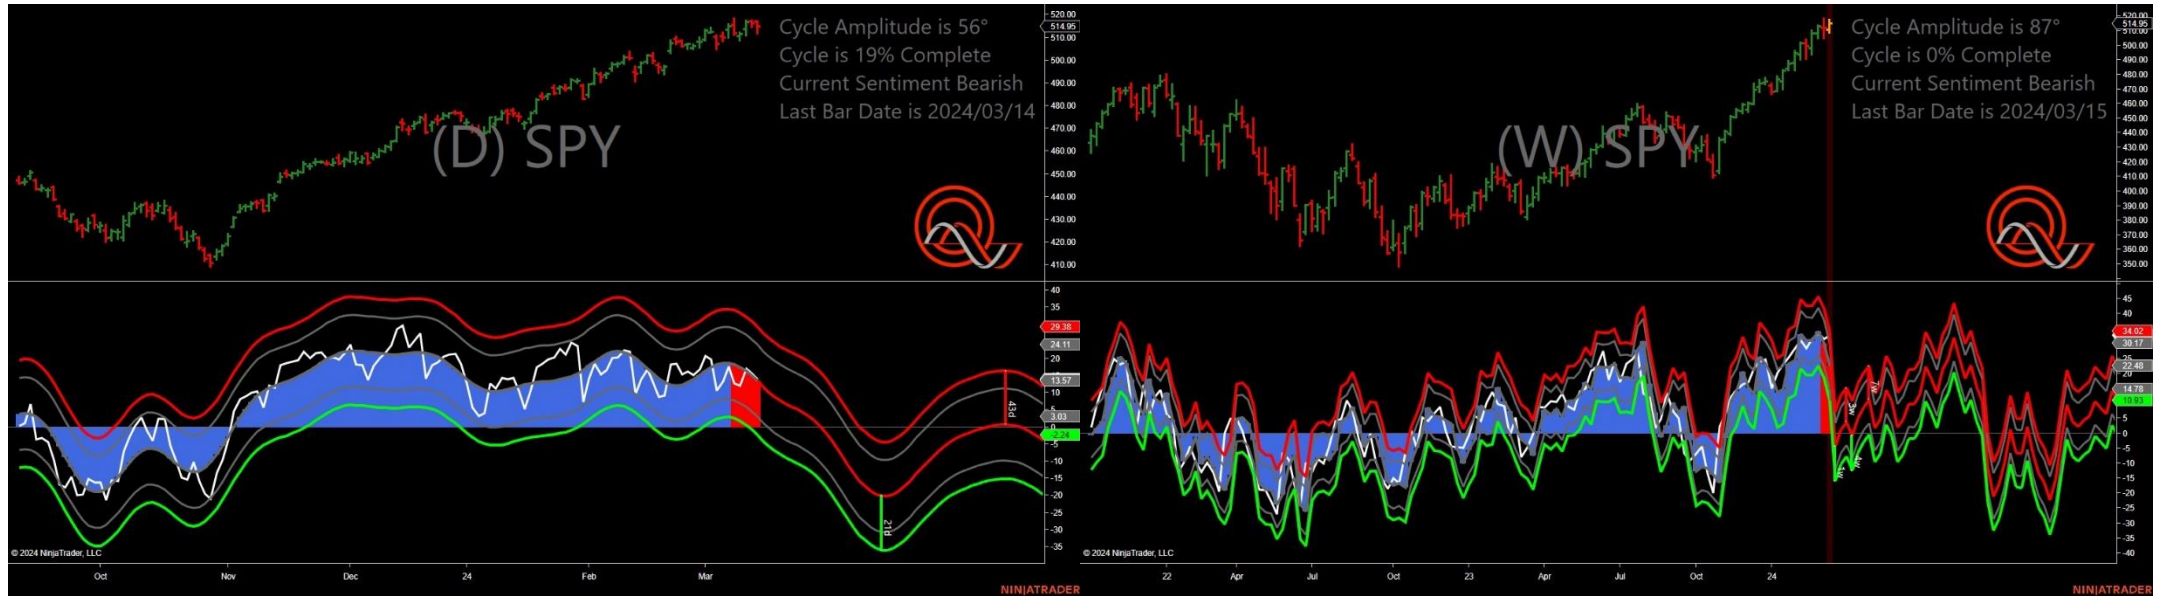 Cycle Amplitude is 56°
Cycle is 19% Complete
Current Sentiment Bearish
Last Bar Date is 2024/03/14
(D) SPY
520.00
514.95
510.00
500.00
490.00
480.00
470.00
460.00
450.00
440.00
430.00
420.00
410.00
40
35
29.38
24.11
20
13.57
5
3.03
0
-2.24
-5
-10
-15
-20
-25
-30
-35
43d
21d
© 2024 NinjaTrader, LLC
Oct
Nov
Dec
24
Feb
Mar
NINJATRADER
Cycle Amplitude is 87°
Cycle is 0% Complete
Current Sentiment Bearish
Last Bar Date is 2024/03/15
(W) SPY
520.00
514.95
510.00
500.00
490.00
480.00
470.00
460.00
450.00
440.00
430.00
420.00
410.00
400.00
390.00
380.00
370.00
360.00
350.00
45
40
34.02
30.17
25
22.48
20
14.78
10.93
5
0
-5
-10
-15
-20
-25
-30
-35
-40
3w
7w
1w
4w
© 2024 NinjaTrader, LLC
22
Apr
Jul
Oct
23
Apr
Jul
Oct
24
NINJATRADER